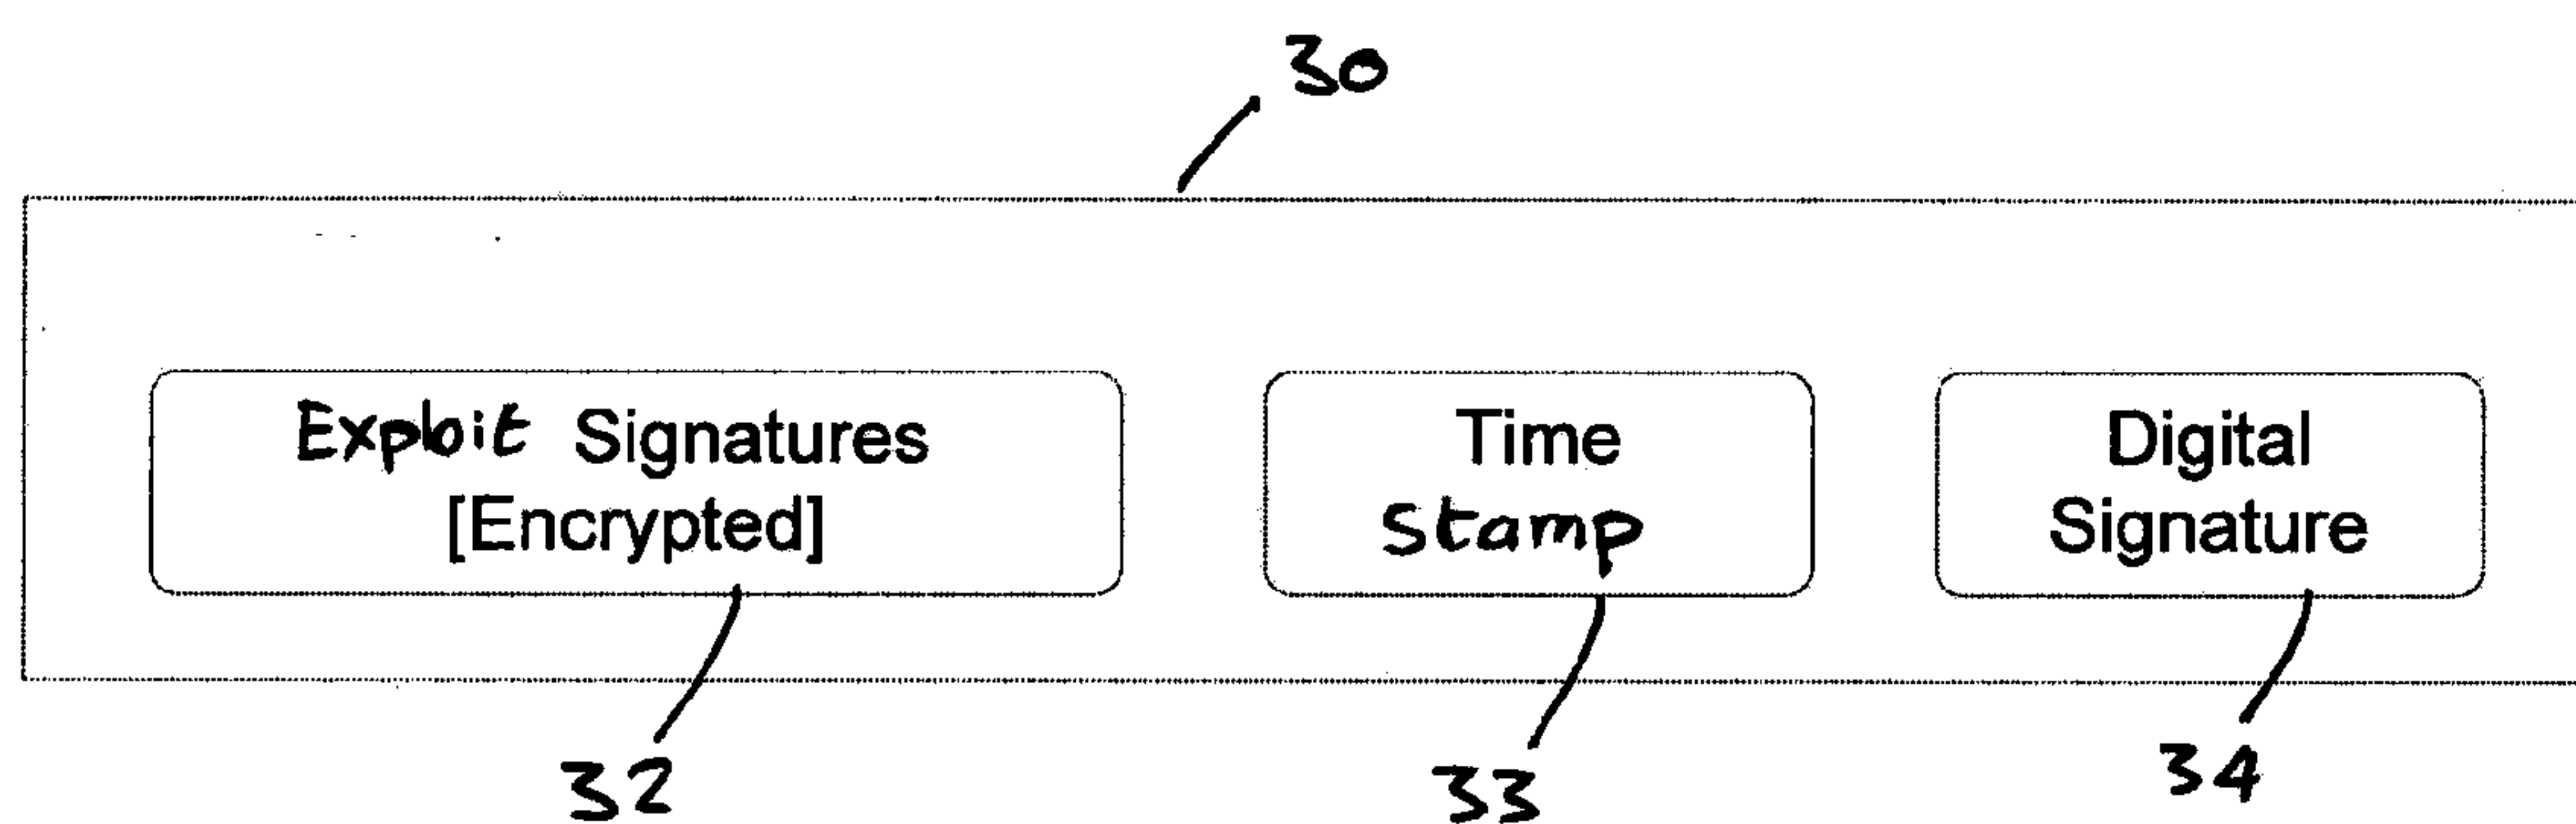 30
Exploit Signatures
[Encrypted]
Time
Stamp
Digital
Signature
32
33
34